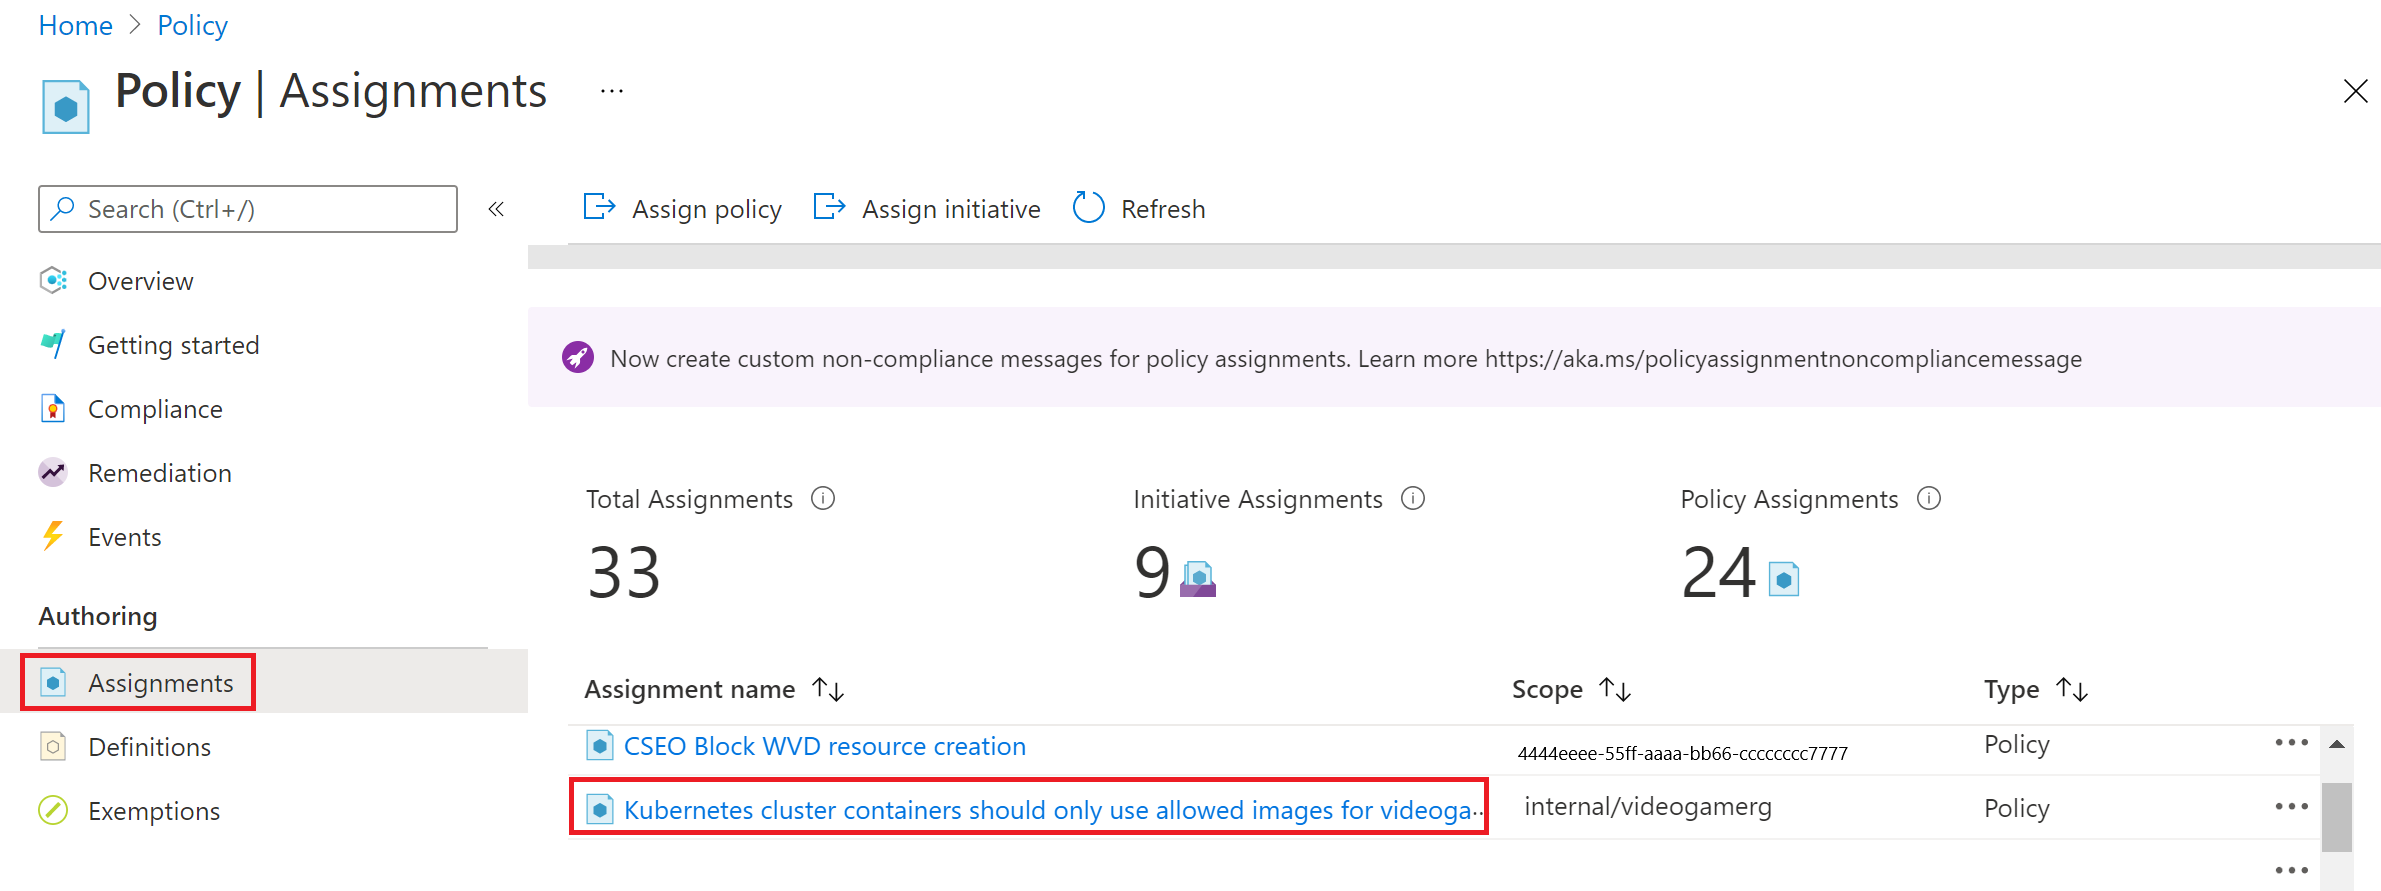 Home > Policy
Policy | Assignments ...
Search (Ctrl+/) «
Overview
Getting started
Compliance
Remediation
Events
Authoring
Assignments
Definitions
Exemptions
Assign policy Assign initiative Refresh
Now create custom non-compliance messages for policy assignments. Learn more https://aka.ms/policyassignmentnoncompliancemessage
Total Assignments Initiative Assignments Policy Assignments
33 9 24
Assignment name ↑↓ Scope ↑↓ Type ↑↓
CSEO Block WVD resource creation 4444eeee-55ff-aaaa-bb66-cccccccc7777 Policy ...
Kubernetes cluster containers should only use allowed images for videoga... internal/videogamerg Policy ...
...